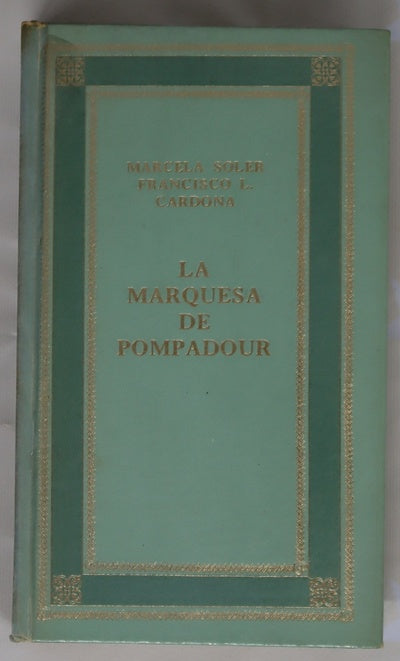 MARCELA SOLER
FRANCISCO L.
CARDONA
LA
MARQUESA
DE
POMPADOUR